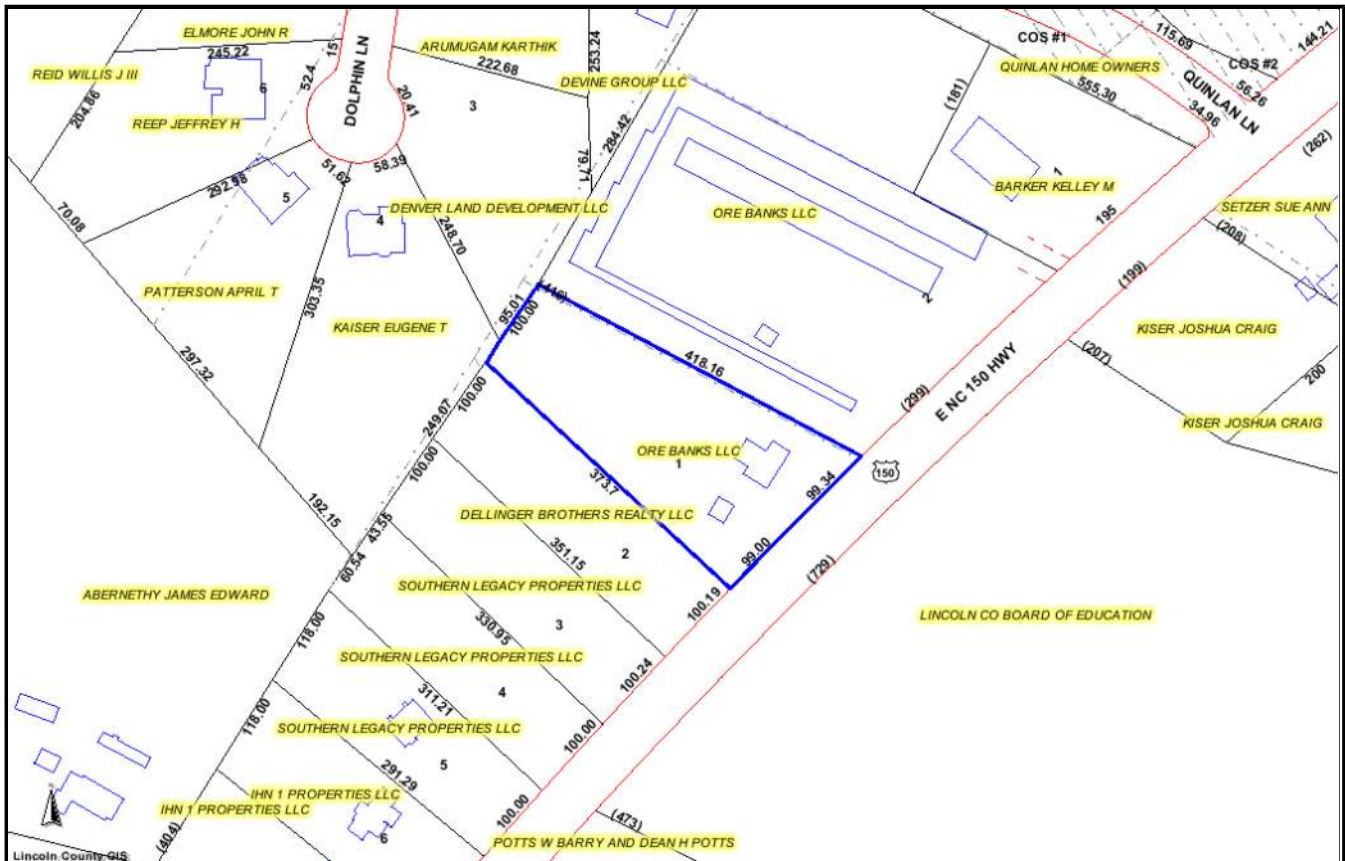 ELMORE JOHN R
245.22
15
ARUMUGAM KARTHIK
222.68
253.24
REID WILLIS J III
204.86
6
52.4
DOLPHIN LN
20.41
3
DEVINE GROUP LLC
REEP JEFFREY H
COS #1
115.69
144.21
COS #2
QUINLAN HOME OWNERS
QUINLAN LN
56.26
555.30
34.96
(181)
(262)
284.42
79.71
51.62
58.39
292.98
5
4
DENVER LAND DEVELOPMENT LLC
248.70
ORE BANKS LLC
1
BARKER KELLEY M
195
SETZER SUE ANN
(208)
70.08
PATTERSON APRIL T
303.35
KAISER EUGENE T
95.01
100.00
(416)
2
(199)
KISER JOSHUA CRAIG
297.32
418.16
(299)
E NC 150 HWY
(207)
200
KISER JOSHUA CRAIG
100.00
249.07
100.00
ORE BANKS LLC
1
150
373.7
99.34
192.15
43.55
DELLINGER BROTHERS REALTY LLC
351.15
2
99.00
(729)
60.54
ABERNETHY JAMES EDWARD
SOUTHERN LEGACY PROPERTIES LLC
100.19
LINCOLN CO BOARD OF EDUCATION
118.00
330.95
3
SOUTHERN LEGACY PROPERTIES LLC
100.24
311.21
4
118.00
SOUTHERN LEGACY PROPERTIES LLC
100.00
5
291.29
IHN 1 PROPERTIES LLC
IHN 1 PROPERTIES LLC
100.00
6
(404)
(473)
POTTS W BARRY AND DEAN H POTTS
Lincoln County GIS